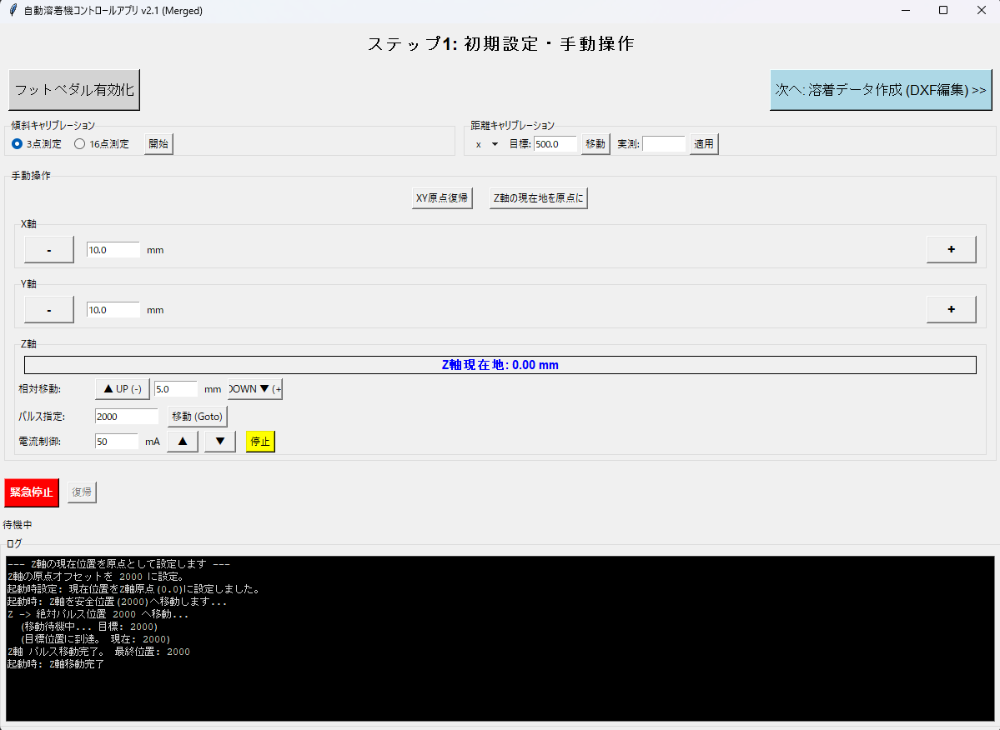 自動溶着機コントロールアプリ v2.1 (Merged)
ステップ1: 初期設定・手動操作
フットペダル有効化
次へ: 溶着データ作成 (DXF編集) >>
傾斜キャリブレーション
3点測定 16点測定 開始
距離キャリブレーション
x 目標: 500.0 移動 実測: 適用
手動操作
XY原点復帰 Z軸の現在地を原点に
X軸
- 10.0 mm +
Y軸
- 10.0 mm +
Z軸
Z軸現在地: 0.00 mm
相対移動: ▲ UP (-) 5.0 mm DOWN ▼ (+
パルス指定: 2000 移動 (Goto)
電流制御: 50 mA ▲ ▼ 停止
緊急停止 復帰
待機中
ログ
--- Z軸の現在位置を原点として設定します ---
Z軸の原点オフセットを 2000 に設定。
起動時設定: 現在位置をZ軸原点(0.0)に設定しました。
起動時: Z軸を安全位置(2000)へ移動します...
Z -> 絶対パルス位置 2000 へ移動...
(移動待機中... 目標: 2000)
(目標位置に到達。 現在: 2000)
Z軸 パルス移動完了。 最終位置: 2000
起動時: Z軸移動完了